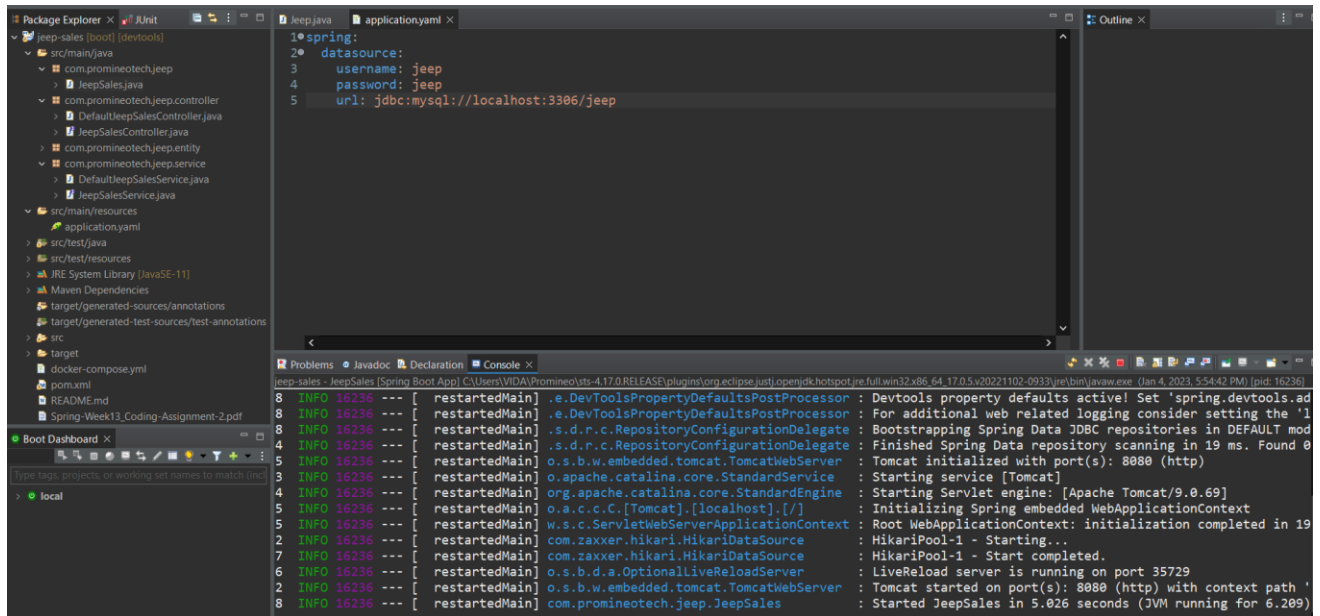 Package Explorer × JUnit
jeep-sales [boot] [devtools]
src/main/java
com.promineotech.jeep
JeepSales.java
com.promineotech.jeep.controller
DefaultJeepSalesController.java
JeepSalesController.java
com.promineotech.jeep.entity
com.promineotech.jeep.service
DefaultJeepSalesService.java
JeepSalesService.java
src/main/resources
application.yaml
src/test/java
src/test/resources
JRE System Library [JavaSE-11]
Maven Dependencies
target/generated-sources/annotations
target/generated-test-sources/test-annotations
src
target
docker-compose.yml
pom.xml
README.md
Spring-Week13_Coding-Assignment-2.pdf
Boot Dashboard ×
Type tags, projects, or working set names to match (incl
local
Jeep.java application.yaml ×
1 spring:
2 datasource:
3 username: jeep
4 password: jeep
5 url: jdbc:mysql://localhost:3306/jeep
Outline ×
Problems Javadoc Declaration Console ×
jeep-sales - JeepSales [Spring Boot App] C:\Users\VIDA\Promineo\sts-4.17.0.RELEASE\plugins\org.eclipse.justj.openjdk.hotspot.jre.full.win32.x86_64_17.0.5.v20221102-0933\jre\bin\javaw.exe (Jan 4, 2023, 5:54:42 PM) [pid: 16236]
8 INFO 16236 --- [ restartedMain] .e.DevToolsPropertyDefaultsPostProcessor : Devtools property defaults active! Set 'spring.devtools.ad
8 INFO 16236 --- [ restartedMain] .e.DevToolsPropertyDefaultsPostProcessor : For additional web related logging consider setting the 'l
8 INFO 16236 --- [ restartedMain] .s.d.r.c.RepositoryConfigurationDelegate : Bootstrapping Spring Data JDBC repositories in DEFAULT mod
4 INFO 16236 --- [ restartedMain] .s.d.r.c.RepositoryConfigurationDelegate : Finished Spring Data repository scanning in 19 ms. Found 0
5 INFO 16236 --- [ restartedMain] o.s.b.w.embedded.tomcat.TomcatWebServer : Tomcat initialized with port(s): 8080 (http)
3 INFO 16236 --- [ restartedMain] o.apache.catalina.core.StandardService : Starting service [Tomcat]
4 INFO 16236 --- [ restartedMain] org.apache.catalina.core.StandardEngine : Starting Servlet engine: [Apache Tomcat/9.0.69]
5 INFO 16236 --- [ restartedMain] o.a.c.c.C.[Tomcat].[localhost].[/] : Initializing Spring embedded WebApplicationContext
5 INFO 16236 --- [ restartedMain] w.s.c.ServletWebServerApplicationContext : Root WebApplicationContext: initialization completed in 19
2 INFO 16236 --- [ restartedMain] com.zaxxer.hikari.HikariDataSource : HikariPool-1 - Starting...
7 INFO 16236 --- [ restartedMain] com.zaxxer.hikari.HikariDataSource : HikariPool-1 - Start completed.
6 INFO 16236 --- [ restartedMain] o.s.b.d.a.OptionalLiveReloadServer : LiveReload server is running on port 35729
2 INFO 16236 --- [ restartedMain] o.s.b.w.embedded.tomcat.TomcatWebServer : Tomcat started on port(s): 8080 (http) with context path '
8 INFO 16236 --- [ restartedMain] com.promineotech.jeep.JeepSales : Started JeepSales in 5.026 seconds (JVM running for 6.209)